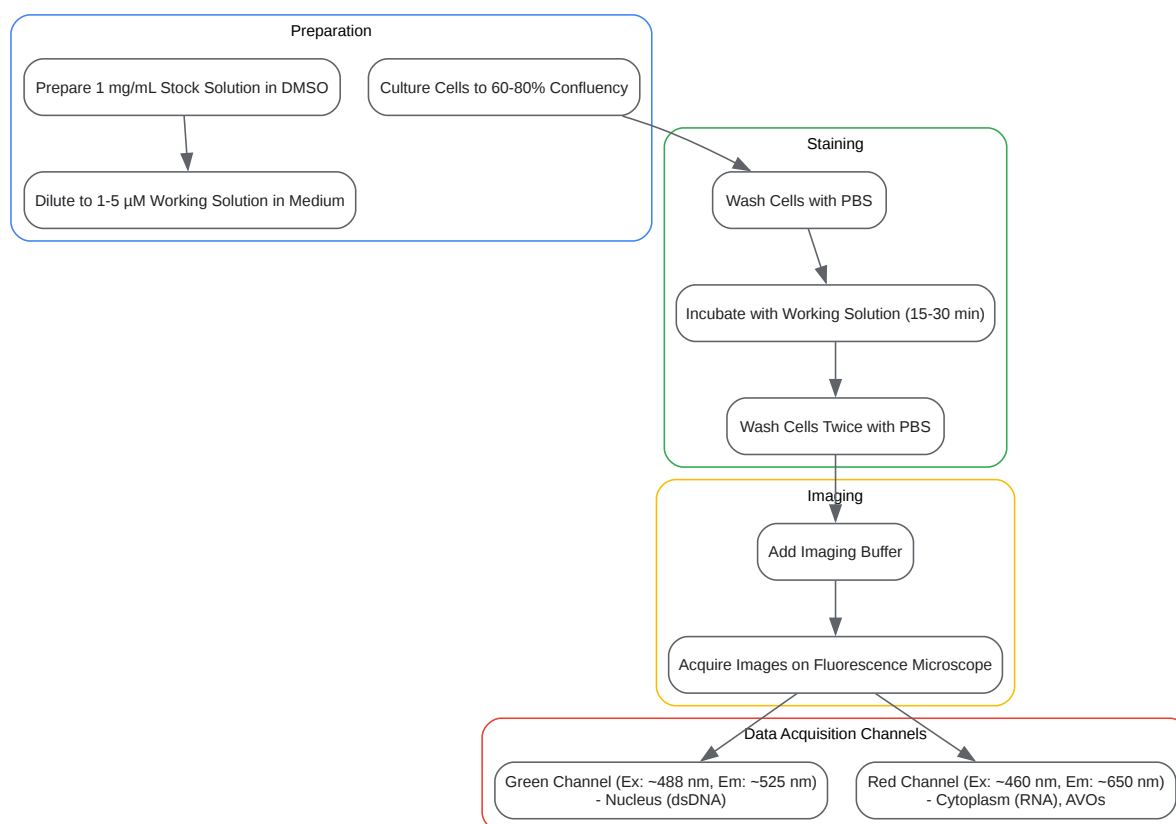 Preparation
Prepare 1 mg/mL Stock Solution in DMSO
Culture Cells to 60-80% Confluency
Dilute to 1-5 µM Working Solution in Medium
Staining
Wash Cells with PBS
Incubate with Working Solution (15-30 min)
Wash Cells Twice with PBS
Imaging
Add Imaging Buffer
Acquire Images on Fluorescence Microscope
Data Acquisition Channels
Green Channel (Ex: ~488 nm, Em: ~525 nm)
- Nucleus (dsDNA)
Red Channel (Ex: ~460 nm, Em: ~650 nm)
- Cytoplasm (RNA), AVOs